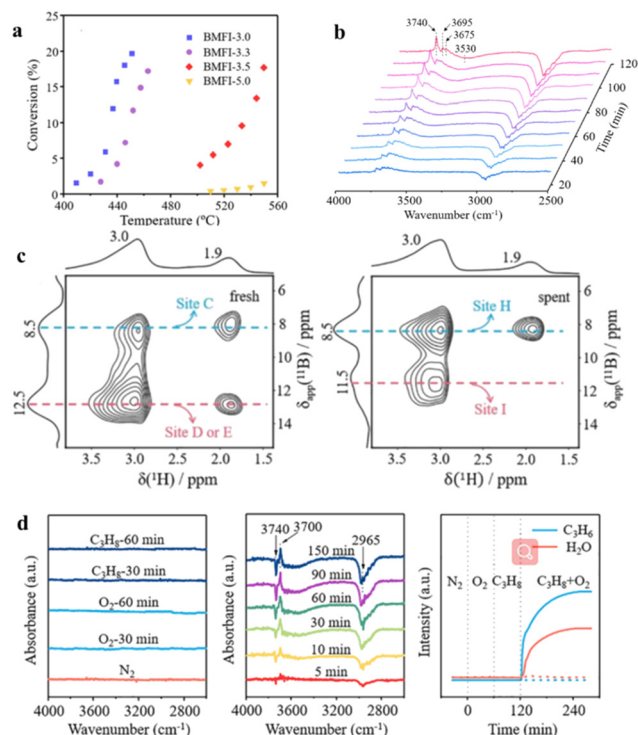 a
Conversion (%)
25
20
15
10
5
0
400
440
480
520
560
Temperature (°C)
BMFI-3.0
BMFI-3.3
BMFI-3.5
BMFI-5.0
b
3740
3695
3675
3530
4000
3500
3000
2500
Wavenumber (cm⁻¹)
20
40
60
80
100
120
Time (min)
c
3.0
1.9
Site C
fresh
Site D or E
8.5
12.5
6
8
10
12
14
δapp(¹¹B) / ppm
3.5
3.0
2.5
2.0
1.5
δ(¹H) / ppm
3.0
1.9
Site H
spent
Site I
8.5
11.5
6
8
10
12
14
δapp(¹¹B) / ppm
3.5
3.0
2.5
2.0
1.5
δ(¹H) / ppm
d
Absorbance (a.u.)
C₃H₈-60 min
C₃H₈-30 min
O₂-60 min
O₂-30 min
N₂
4000
3600
3200
2800
Wavenumber (cm⁻¹)
Absorbance (a.u.)
3740
3700
2965
150 min
90 min
60 min
30 min
10 min
5 min
4000
3600
3200
2800
Wavenumber (cm⁻¹)
Intensity (a.u.)
C₃H₆
H₂O
N₂
O₂
C₃H₈
C₃H₈+O₂
0
120
240
Time (min)